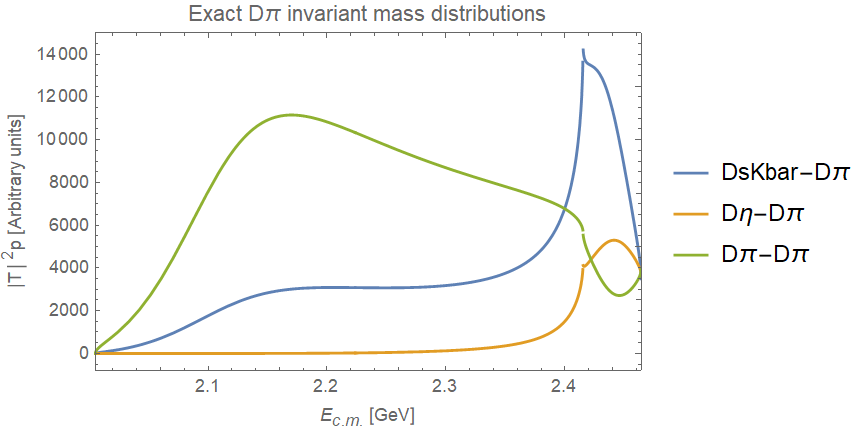 Exact Dπ invariant mass distributions
|T|²p [Arbitrary units]
14000
12000
10000
8000
6000
4000
2000
0
2.1
2.2
2.3
2.4
E_c.m. [GeV]
DsKbar−Dπ
Dη−Dπ
Dπ−Dπ